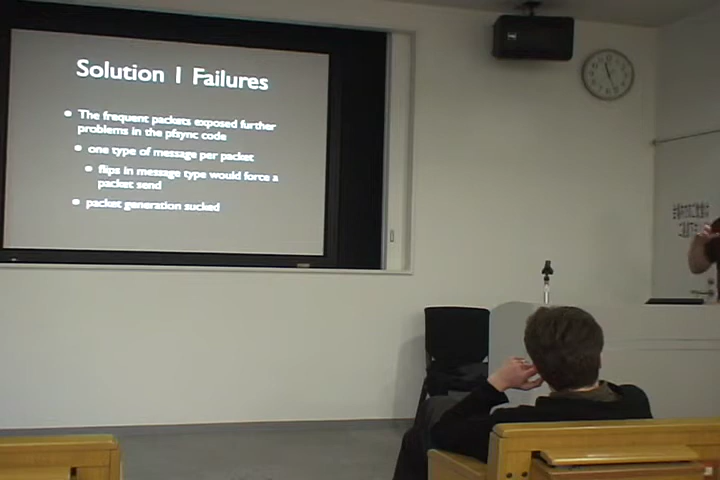 Solution 1 Failures
The frequent packets exposed further
problems in the pfsync code
one type of message per packet
flips in message type would force a
packet send
packet generation sucked